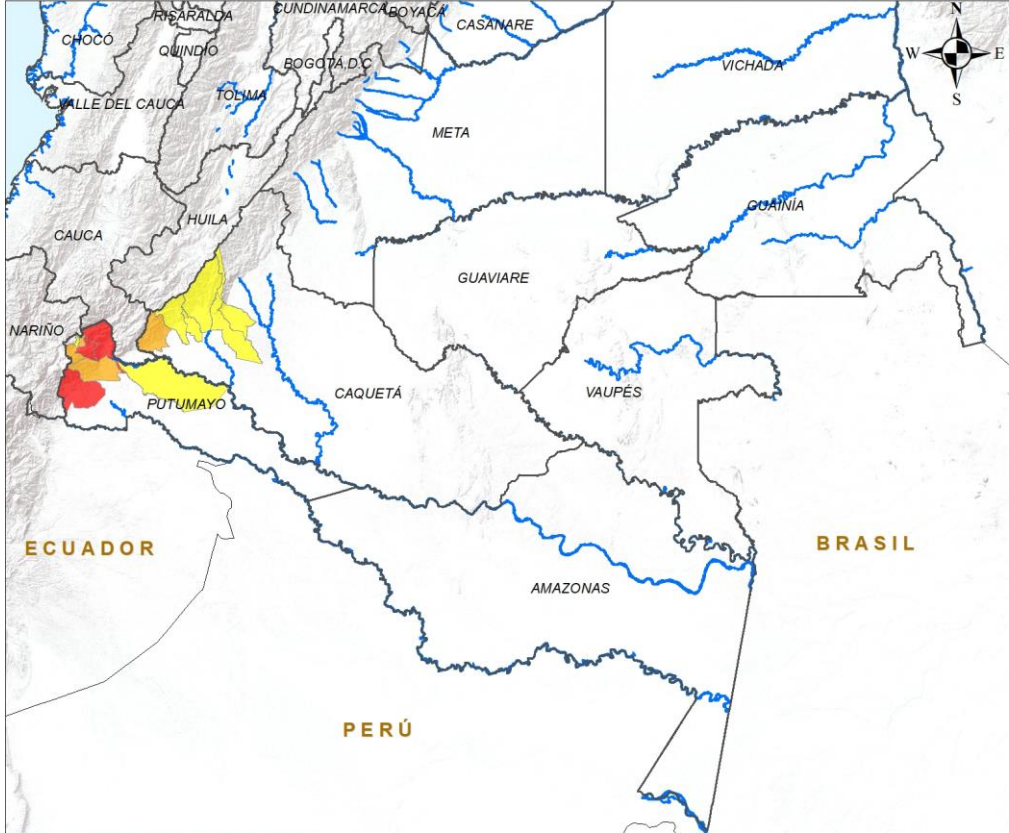 RISARALDA
CUNDINAMARCA
BOYACÁ
CASANARE
N
CHOCÓ
QUINDÍO
BOGOTÁ D.C
W
E
VICHADA
TOLIMA
S
VALLE DEL CAUCA
META
HUILA
GUAINÍA
CAUCA
GUAVIARE
NARIÑO
CAQUETÁ
VAUPÉS
PUTUMAYO
ECUADOR
BRASIL
AMAZONAS
PERÚ